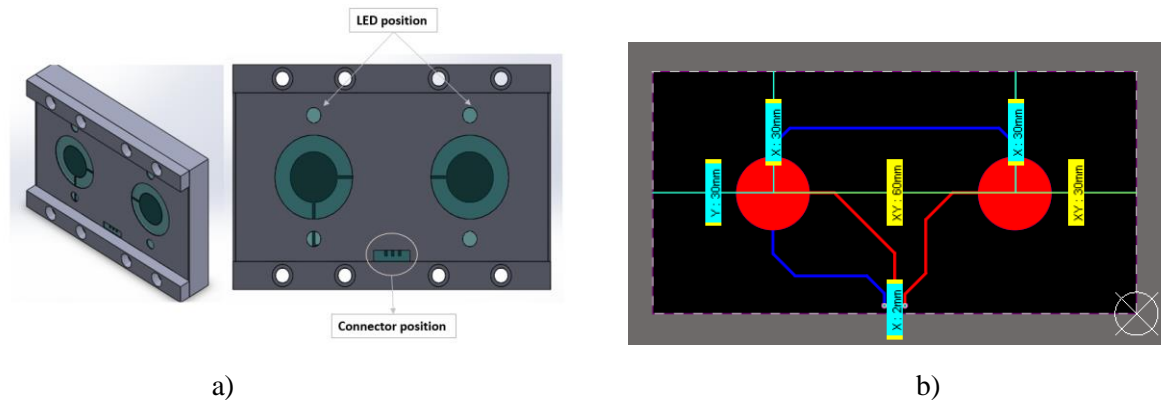 LED position
Connector position
X : 30mm
X : 30mm
Y : 30mm
XY : 60mm
XY : 30mm
X : 2mm
a)
b)